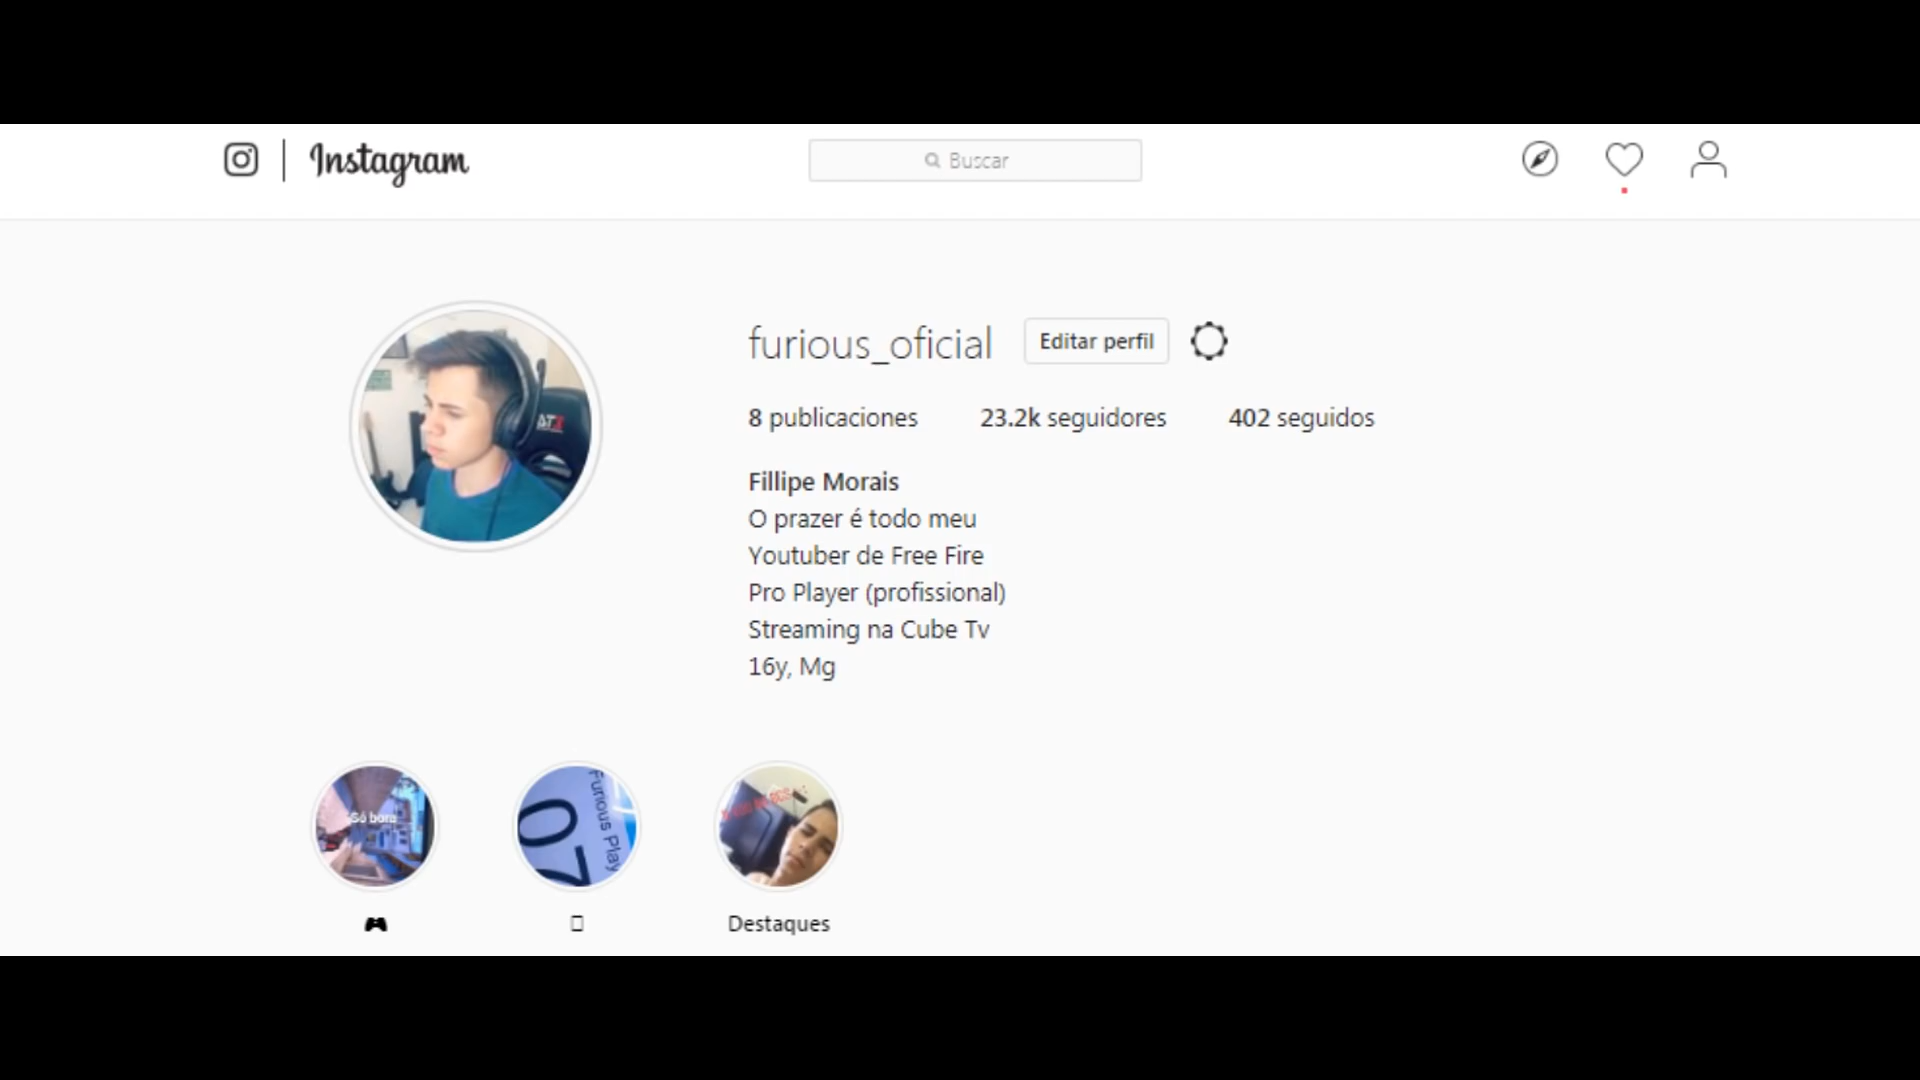 Instagram
Buscar
furious_oficial
Editar perfil
8 publicaciones
23.2k seguidores
402 seguidos
Fillipe Morais
O prazer é todo meu
Youtuber de Free Fire
Pro Player (profissional)
Streaming na Cube Tv
16y, Mg
Só bora
Furious Play
Destaques